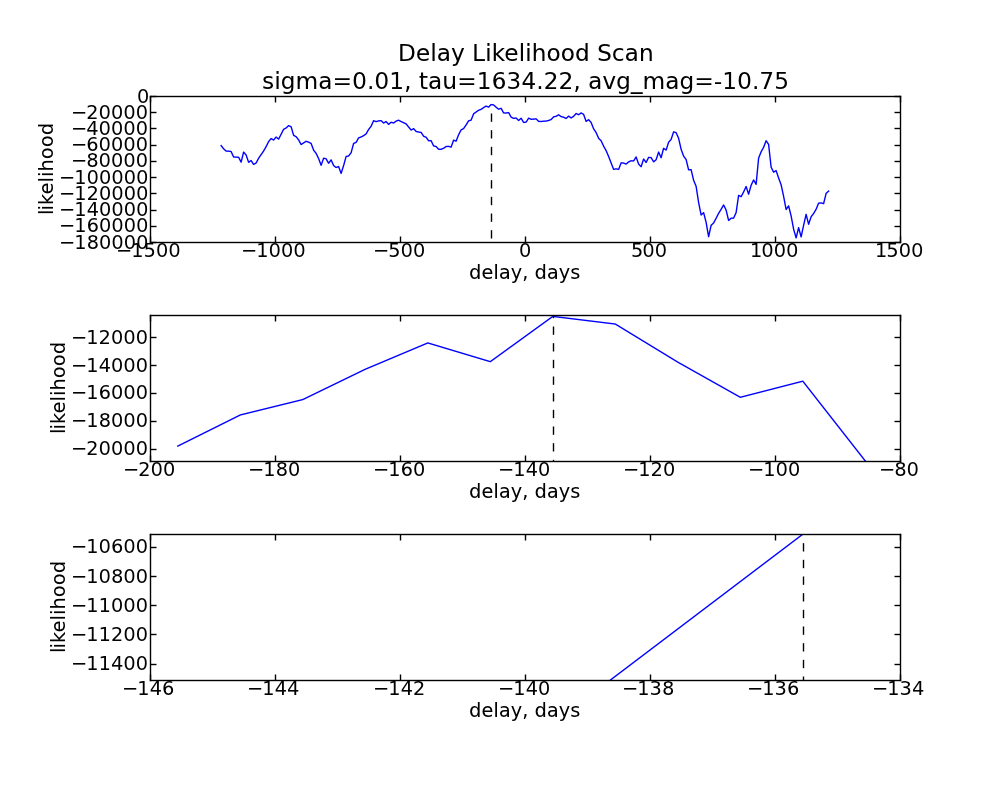 Delay Likelihood Scan
sigma=0.01, tau=1634.22, avg_mag=-10.75
0
−20000
−40000
−60000
−80000
−100000
−120000
−140000
−160000
−180000
likelihood
−1500 −1000 −500 0 500 1000 1500
delay, days
−12000
−14000
−16000
−18000
−20000
likelihood
−200 −180 −160 −140 −120 −100 −80
delay, days
−10600
−10800
−11000
−11200
−11400
likelihood
−146 −144 −142 −140 −138 −136 −134
delay, days